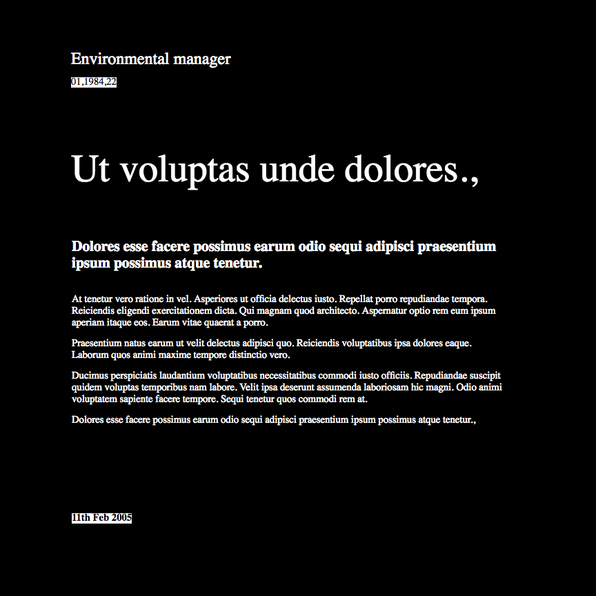 Environmental manager
01,1984,22
Ut voluptas unde dolores.,
Dolores esse facere possimus earum odio sequi adipisci praesentium
ipsum possimus atque tenetur.
At tenetur vero ratione in vel. Asperiores ut officia delectus iusto. Repellat porro repudiandae tempora.
Reiciendis eligendi exercitationem dicta. Qui magnam quod architecto. Aspernatur optio rem eum ipsum
aperiam itaque eos. Earum vitae quaerat a porro.
Praesentium natus earum ut velit delectus adipisci quo. Reiciendis voluptatibus ipsa dolores eaque.
Laborum quos animi maxime tempore distinctio vero.
Ducimus perspiciatis laudantium voluptatibus necessitatibus commodi iusto officiis. Repudiandae suscipit
quidem voluptas temporibus nam labore. Velit ipsa deserunt assumenda laboriosam hic magni. Odio animi
voluptatem sapiente facere tempore. Sequi tenetur quos commodi rem at.
Dolores esse facere possimus earum odio sequi adipisci praesentium ipsum possimus atque tenetur.,
11th Feb 2005